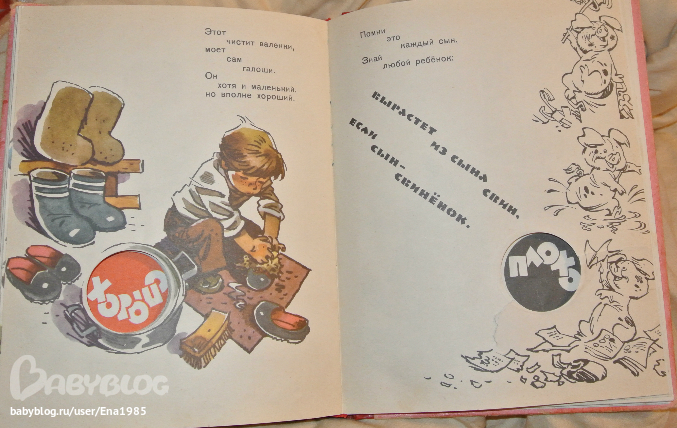 Этот
чистит валенки,
моет
сам
галоши.
Он
хотя и маленький,
но вполне хороший.
ХОРОШО
Помни
это
каждый сын.
Знай
любой ребёнок:
ВЫРАСТЕТ
ИЗ СЫНА
СВИН,
ЕСЛИ
СЫН–
СВИНЁНОК.
ПЛОХО
BABYBLOG
babyblog.ru/user/Ena1985